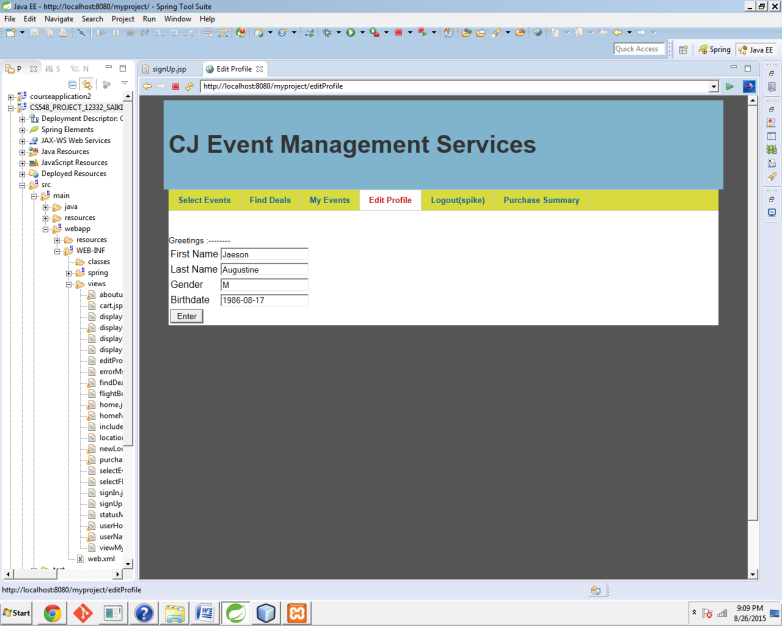 Java EE - http://localhost:8080/myproject/ - Spring Tool Suite
File Edit Navigate Search Project Run Window Help
Quick Access Spring Java EE
P S N signUp.jsp Edit Profile
http://localhost:8080/myproject/editProfile
courseapplication2
CS548_PROJECT_12332_SAIKI
Deployment Descriptor: C
Spring Elements
JAX-WS Web Services
Java Resources
JavaScript Resources
Deployed Resources
src
main
java
resources
webapp
resources
WEB-INF
classes
spring
views
aboutu
cart.jsp
display
display
display
display
editPro
errorMs
findDea
flightBo
home.j
homeN
include
locatio
newLoc
purcha
selectE
selectFl
signIn.j
signUp
statusM
userHo
userNa
viewMy
web.xml
CJ Event Management Services
Select Events Find Deals My Events Edit Profile Logout(spike) Purchase Summary
Greetings :--------
First Name Jaeson
Last Name Augustine
Gender M
Birthdate 1986-08-17
Enter
http://localhost:8080/myproject/editProfile
Start
9:09 PM
8/26/2015